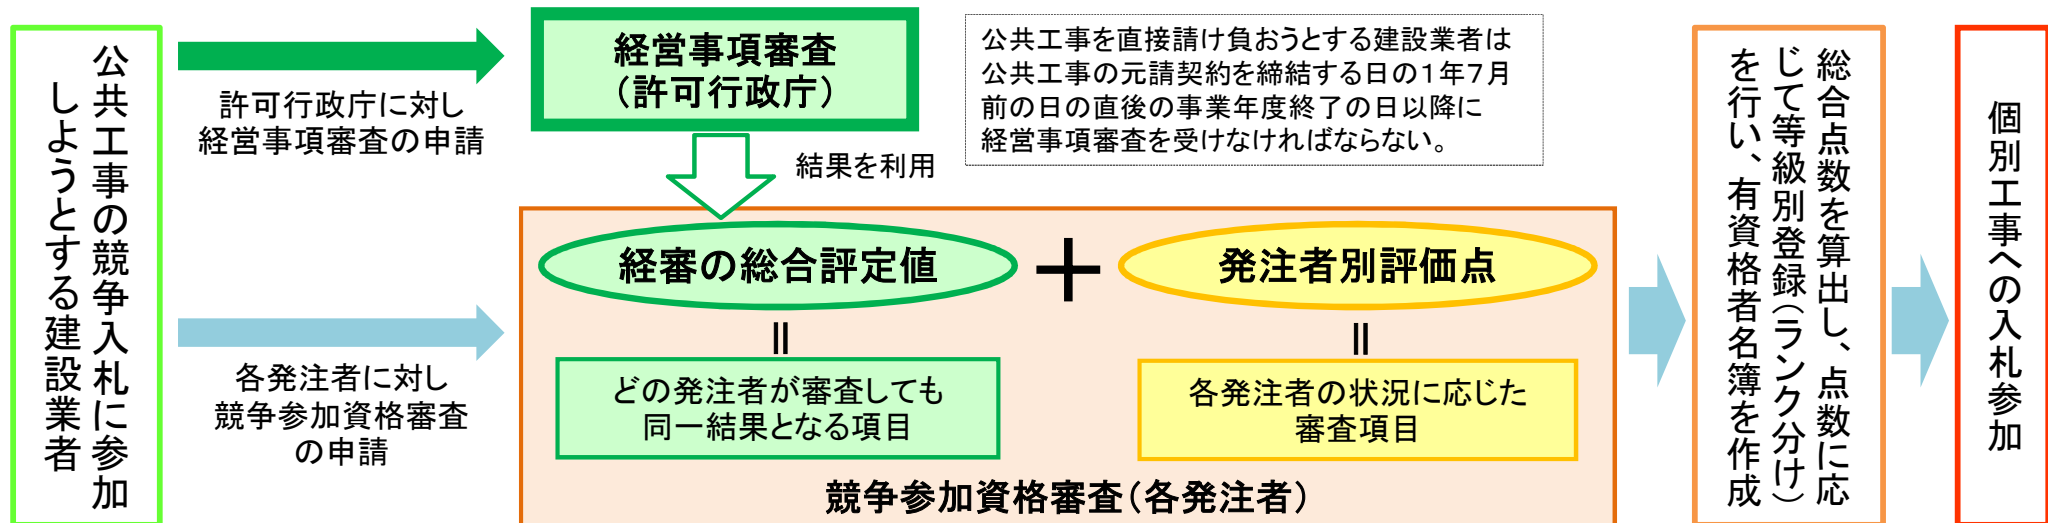 公共工事の競争入札に参加
しようとする建設業者
許可行政庁に対し
経営事項審査の申請
各発注者に対し
競争参加資格審査
の申請
経営事項審査
(許可行政庁)
結果を利用
公共工事を直接請け負おうとする建設業者は
公共工事の元請契約を締結する日の1年7月
前の日の直後の事業年度終了の日以降に
経営事項審査を受けなければならない。
経審の総合評定値
+
発注者別評価点
=
=
どの発注者が審査しても
同一結果となる項目
各発注者の状況に応じた
審査項目
競争参加資格審査(各発注者)
総合点数を算出し、点数に応
じて等級別登録(ランク分け)
を行い、有資格者名簿を作成
個別工事への入札参加